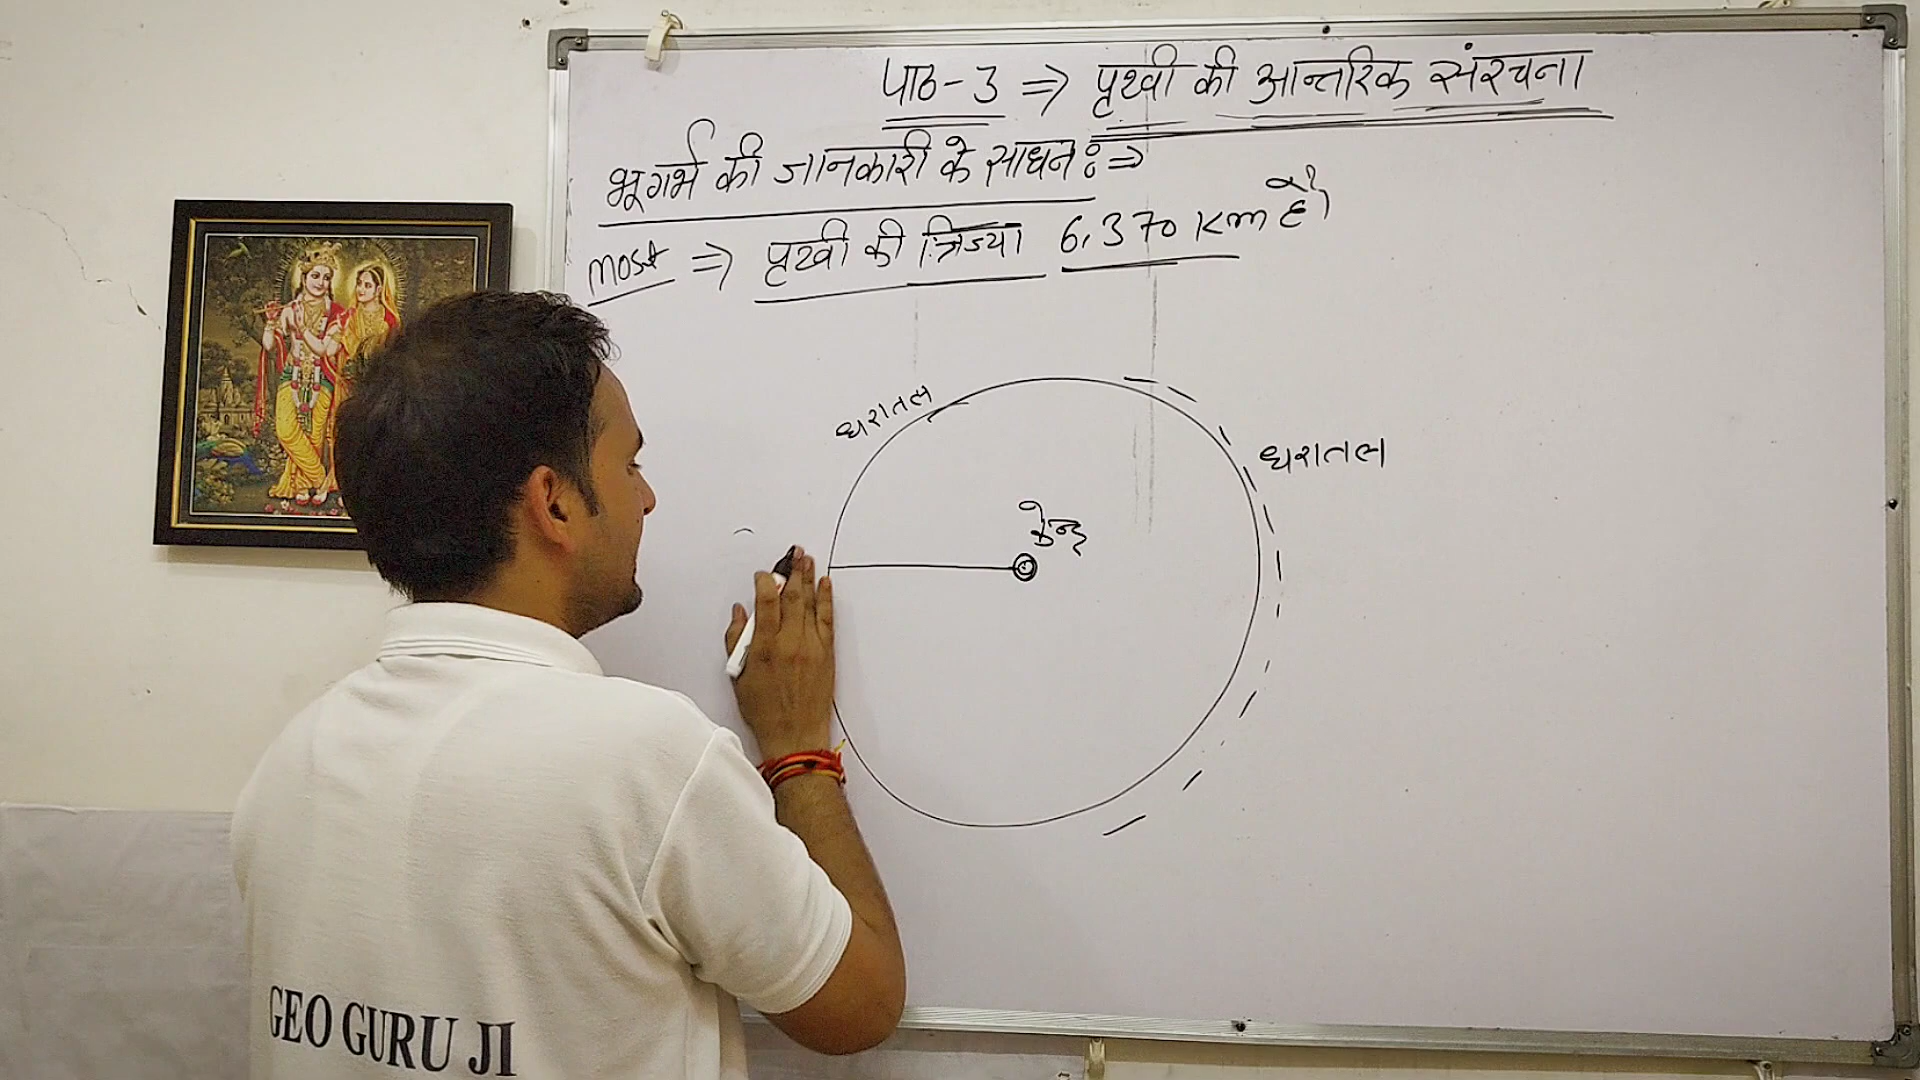 पाठ-3 ⇒ पृथ्वी की आन्तरिक संरचना
भूगर्भ की जानकारी के साधन :⇒
most ⇒ पृथ्वी की त्रिज्या 6,370 Km है।
धरातल
धरातल
केन्द्र
GEO GURU JI